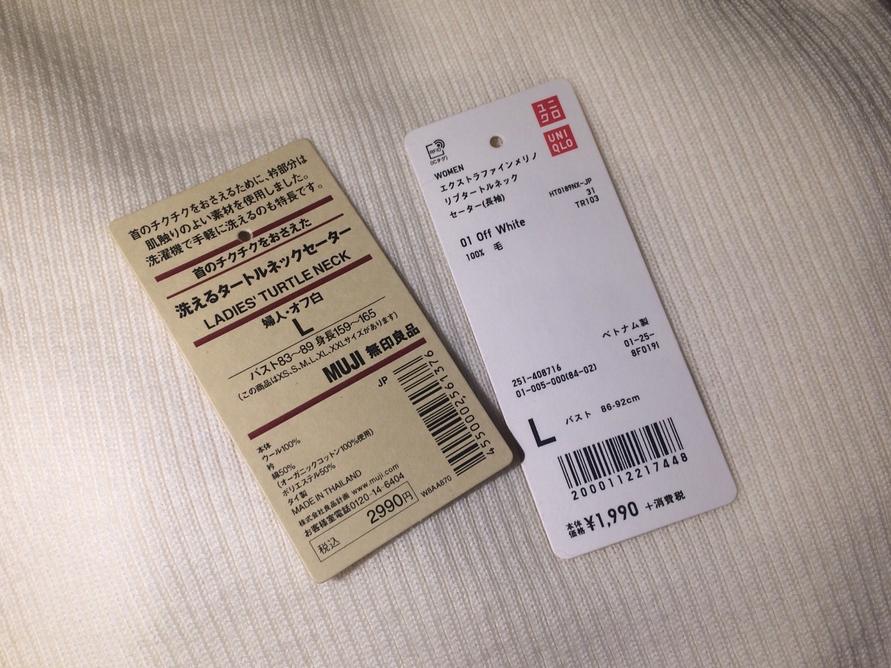 首のチクチクをおさえるために、衿部分は
肌触りのよい素材を使用しました。
洗濯機で手軽に洗えるのも特長です。
首のチクチクをおさえた
洗えるタートルネックセーター
LADIES' TURTLE NECK
婦人・オフ白
L
バスト83〜89 身長159〜165
(この商品はXS、S、M、L、XL、XXLサイズがあります)
MUJI 無印良品
JP
本体
ウール100%
衿
綿50%
(オーガニックコットン100%使用)
ポリエステル50%
タイ製
MADE IN THAILAND
株式会社良品計画 www.muji.com
お客様室電話0120-14-6404
税込 2990円
W8AA870
ユニクロ
UNIQLO
RFID
(ICタグ)
WOMEN
エクストラファインメリノ
リブタートルネック
セーター(長袖)
HT0189NX-JP
31
TR103
01 Off White
100% 毛
ベトナム製
251-408716
01-25-
01-005-000(84-02)
8F0191
L バスト 86-92cm
2000112217448
本体価格 ¥1,990 +消費税